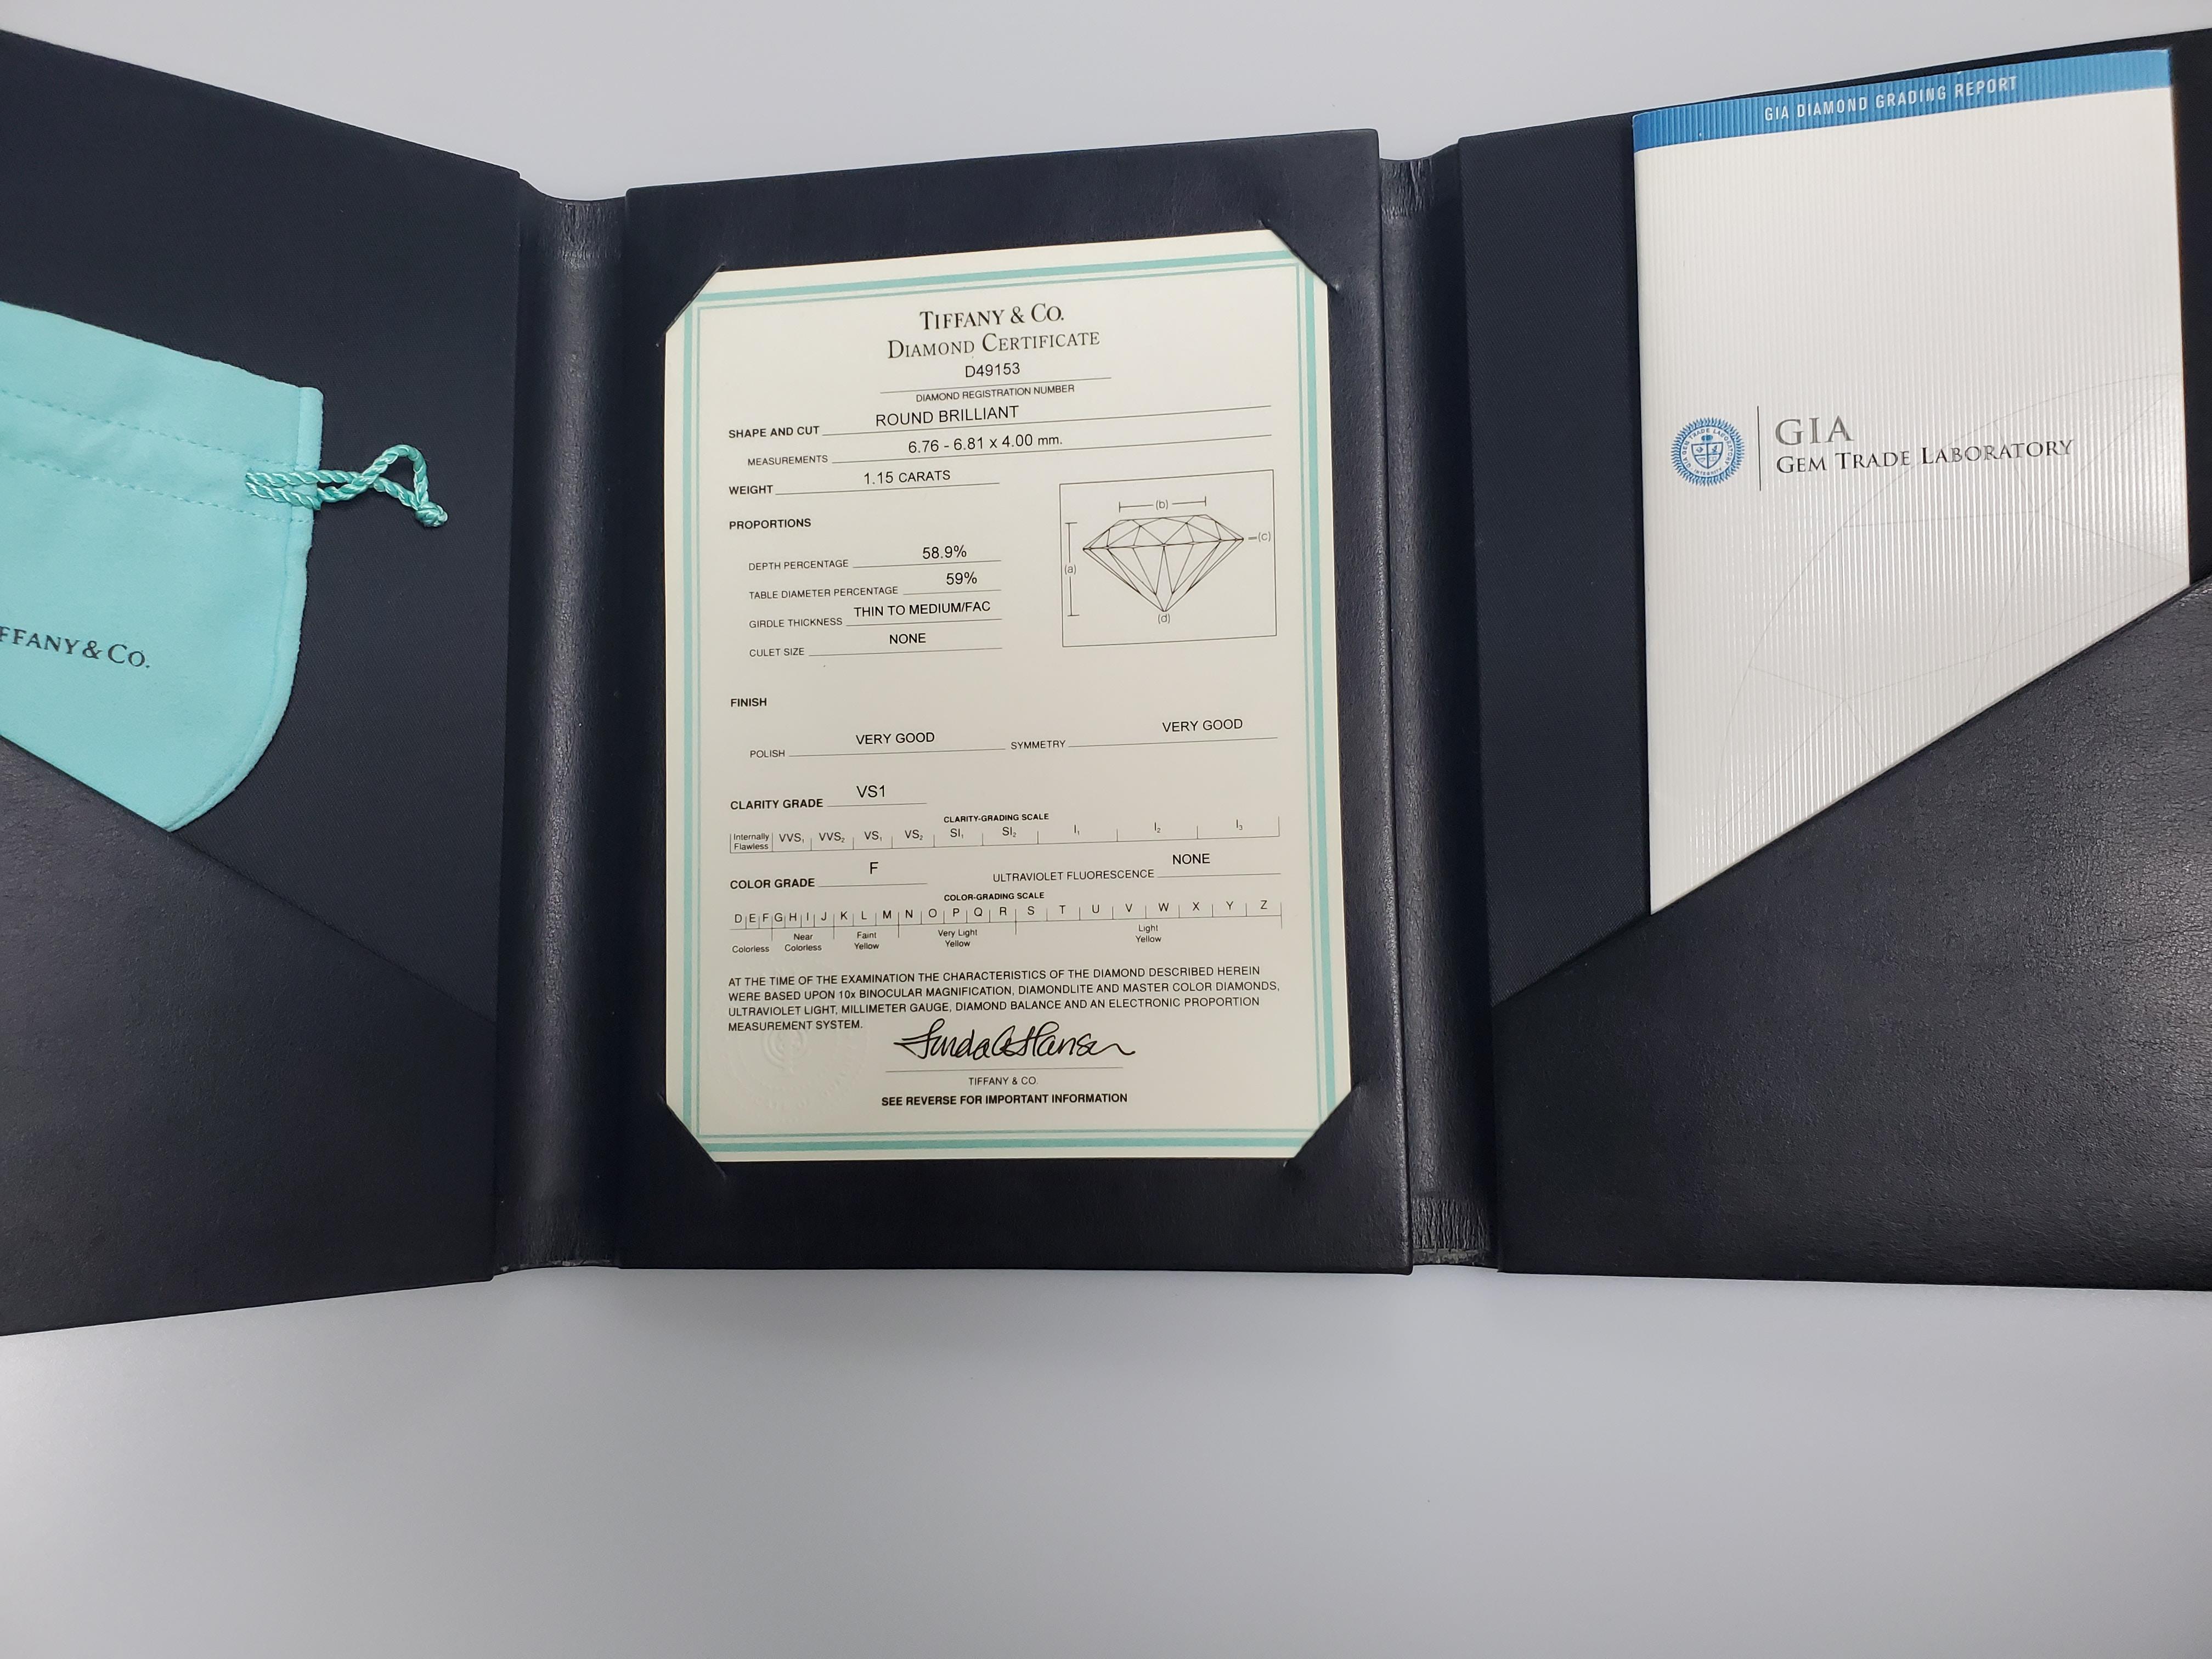 FFANY & CO.
TIFFANY & CO.
DIAMOND CERTIFICATE
D49153
DIAMOND REGISTRATION NUMBER
SHAPE AND CUT ROUND BRILLIANT
MEASUREMENTS 6.76 - 6.81 x 4.00 mm.
WEIGHT 1.15 CARATS
PROPORTIONS
DEPTH PERCENTAGE 58.9%
TABLE DIAMETER PERCENTAGE 59%
GIRDLE THICKNESS THIN TO MEDIUM/FAC
CULET SIZE NONE
(b)
(c)
(a)
(d)
FINISH
POLISH VERY GOOD SYMMETRY VERY GOOD
CLARITY GRADE VS1
CLARITY-GRADING SCALE
Internally Flawless VVS₁ VVS₂ VS₁ VS₂ SI₁ SI₂ I₁ I₂ I₃
COLOR GRADE F ULTRAVIOLET FLUORESCENCE NONE
COLOR-GRADING SCALE
D E F G H I J K L M N O P Q R S T U V W X Y Z
Colorless Near Colorless Faint Yellow Very Light Yellow Light Yellow
AT THE TIME OF THE EXAMINATION THE CHARACTERISTICS OF THE DIAMOND DESCRIBED HEREIN
WERE BASED UPON 10x BINOCULAR MAGNIFICATION, DIAMONDLITE AND MASTER COLOR DIAMONDS,
ULTRAVIOLET LIGHT, MILLIMETER GAUGE, DIAMOND BALANCE AND AN ELECTRONIC PROPORTION
MEASUREMENT SYSTEM.
TIFFANY & CO.
SEE REVERSE FOR IMPORTANT INFORMATION
GIA DIAMOND GRADING REPORT
GIA
GEM TRADE LABORATORY